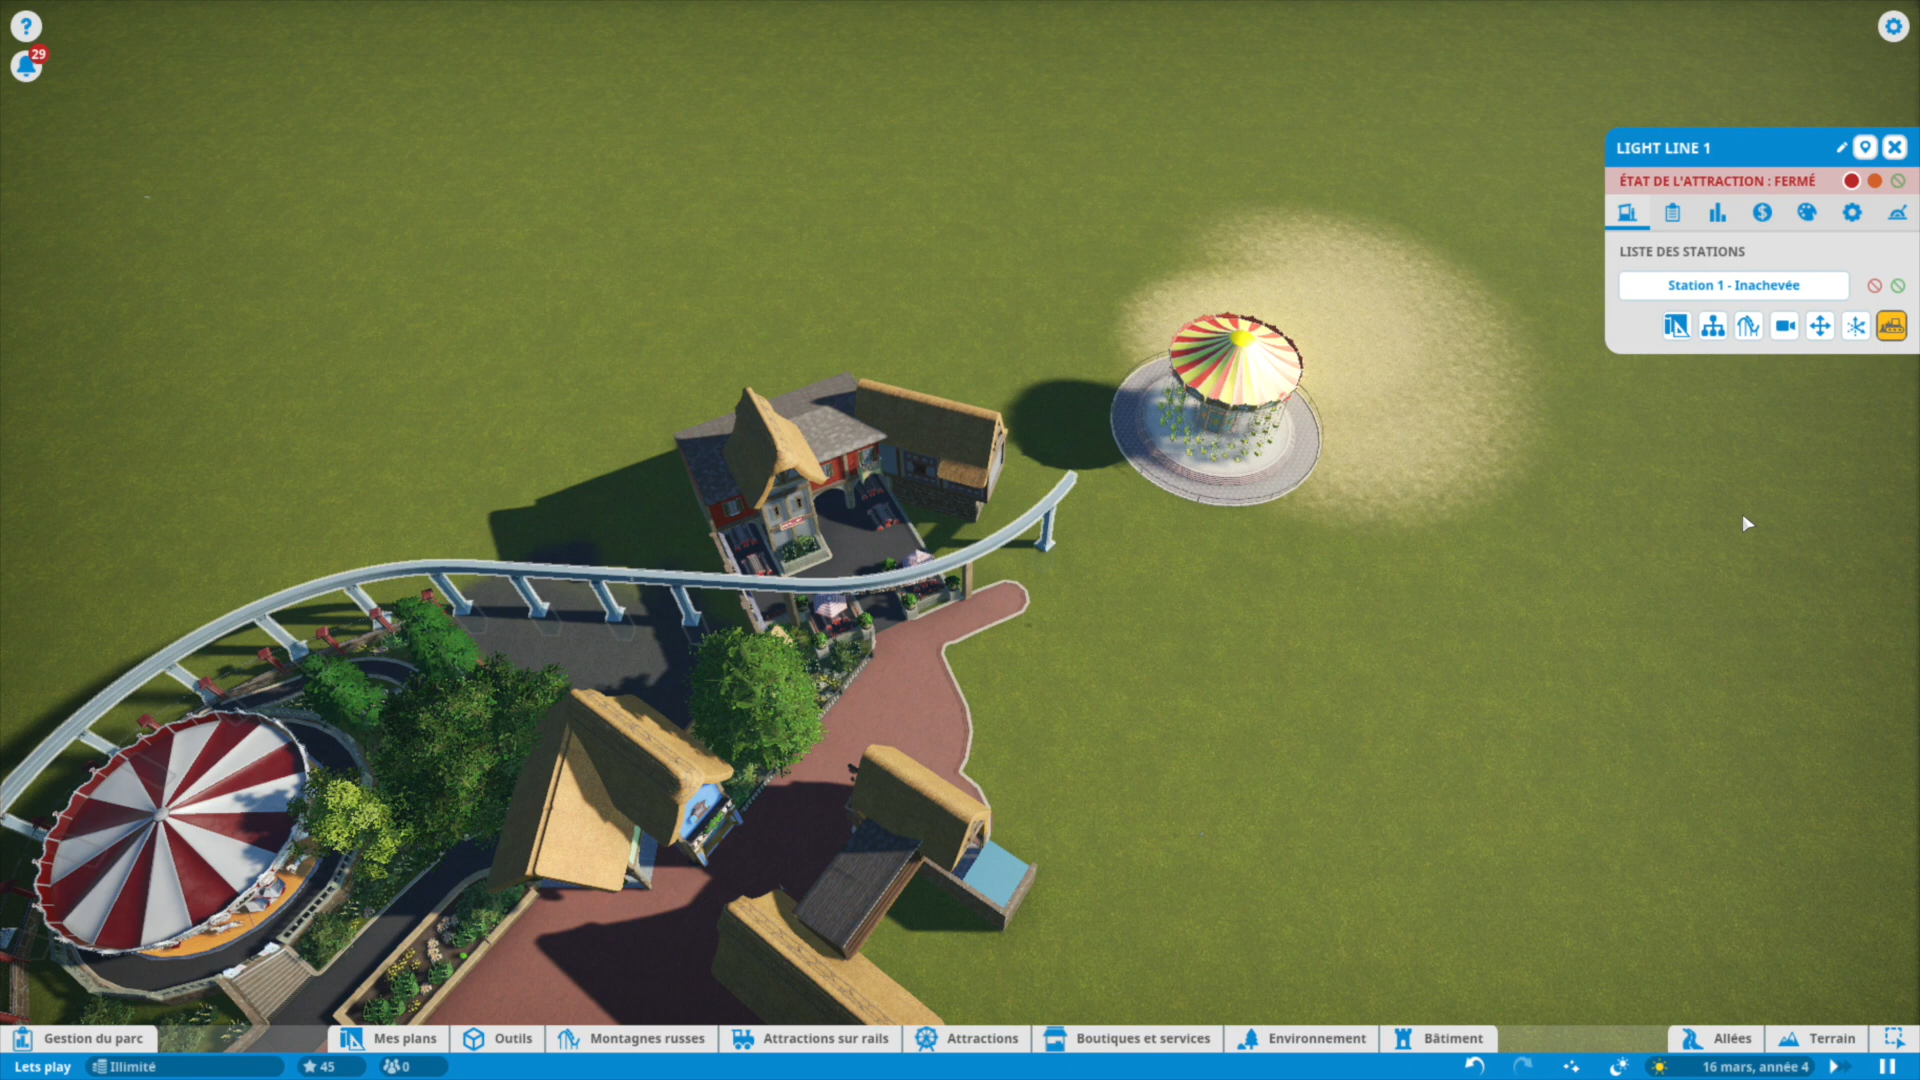 ?
29
LIGHT LINE 1
ÉTAT DE L'ATTRACTION : FERMÉ
LISTE DES STATIONS
Station 1 - Inachevée
Gestion du parc
Mes plans
Outils
Montagnes russes
Attractions sur rails
Attractions
Boutiques et services
Environnement
Bâtiment
Allées
Terrain
Lets play
Illimité
45
0
16 mars, année 4